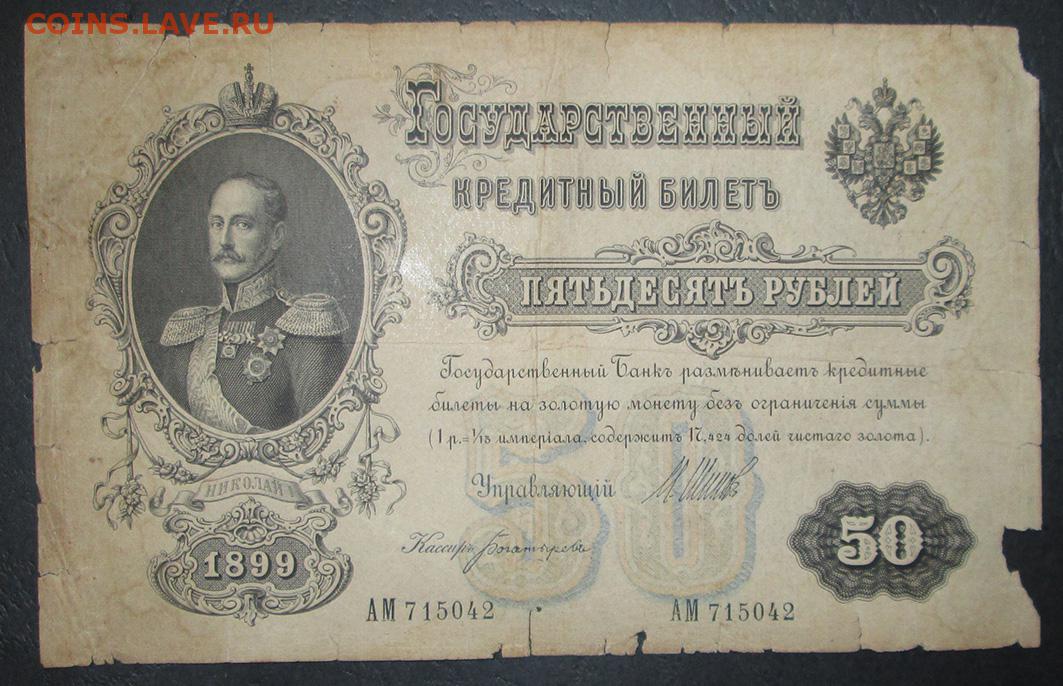 COINS.LAVE.RU
Государственный
КРЕДИТНЫЙ БИЛЕТЪ
ПЯТЬДЕСЯТЪ РУБЛЕЙ
Государственный Банкъ размѣниваетъ кредитные
билеты на золотую монету безъ ограниченія суммы
(1 р.= 1/15 имперіала, содержитъ 17,424 долей чистаго золота).
50
Управляющій
НИКОЛАЙ I
50
Кассиръ Богатыревъ
1899
АМ 715042 АМ 715042